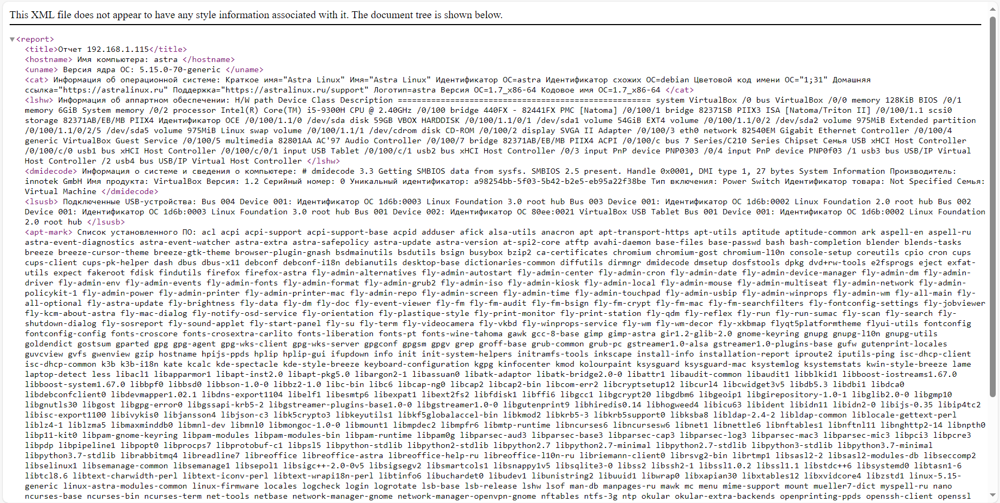 This XML file does not appear to have any style information associated with it. The document tree is shown below.
▼<report>
<title>Отчет 192.168.1.115</title>
<hostname> Имя компьютера: astra </hostname>
<uname> Версия ядра ОС: 5.15.0-70-generic </uname>
<cat> Информация об операционной системе: Краткое имя="Astra Linux" Имя="Astra Linux" Идентификатор ОС=astra Идентификатор схожих ОС=debian Цветовой код имени ОС="1;31" Домашняя
ссылка="https://astralinux.ru" Поддержка="https://astralinux.ru/support" Логотип=astra Версия ОС=1.7_x86-64 Кодовое имя ОС=1.7_x86-64 </cat>
<lshw> Информация об аппартном обеспечении: H/W path Device Class Description ===================================================== system VirtualBox /0 bus VirtualBox /0/0 memory 128KiB BIOS /0/1
memory 6GiB System memory /0/2 processor Intel(R) Core(TM) i5-9300H CPU @ 2.40GHz /0/100 bridge 440FX - 82441FX PMC [Natoma] /0/100/1 bridge 82371SB PIIX3 ISA [Natoma/Triton II] /0/100/1.1 scsi0
storage 82371AB/EB/MB PIIX4 Идентификатор ОСE /0/100/1.1/0 /dev/sda disk 59GB VBOX HARDDISK /0/100/1.1/0/1 /dev/sda1 volume 54GiB EXT4 volume /0/100/1.1/0/2 /dev/sda2 volume 975MiB Extended partition
/0/100/1.1/0/2/5 /dev/sda5 volume 975MiB Linux swap volume /0/100/1.1/1 /dev/cdrom disk CD-ROM /0/100/2 display SVGA II Adapter /0/100/3 eth0 network 82540EM Gigabit Ethernet Controller /0/100/4
generic VirtualBox Guest Service /0/100/5 multimedia 82801AA AC'97 Audio Controller /0/100/7 bridge 82371AB/EB/MB PIIX4 ACPI /0/100/c bus 7 Series/C210 Series Chipset Семья USB xHCI Host Controller
/0/100/c/0 usb1 bus xHCI Host Controller /0/100/c/0/1 input USB Tablet /0/100/c/1 usb2 bus xHCI Host Controller /0/3 input PnP device PNP0303 /0/4 input PnP device PNP0f03 /1 usb3 bus USB/IP Virtual
Host Controller /2 usb4 bus USB/IP Virtual Host Controller </lshw>
<dmidecode> Информация о системе и сведения о компьютере: # dmidecode 3.3 Getting SMBIOS data from sysfs. SMBIOS 2.5 present. Handle 0x0001, DMI type 1, 27 bytes System Information Производитель:
innotek GmbH Имя продукта: VirtualBox Версия: 1.2 Серийный номер: 0 Уникальный идентификатор: a98254bb-5f03-5b42-b2e5-eb95a22f38be Тип включения: Power Switch Идентификатор товара: Not Specified Семья:
Virtual Machine </dmidecode>
<lsusb> Подключенные USB-устройства: Bus 004 Device 001: Идентификатор ОС 1d6b:0003 Linux Foundation 3.0 root hub Bus 003 Device 001: Идентификатор ОС 1d6b:0002 Linux Foundation 2.0 root hub Bus 002
Device 001: Идентификатор ОС 1d6b:0003 Linux Foundation 3.0 root hub Bus 001 Device 002: Идентификатор ОС 80ee:0021 VirtualBox USB Tablet Bus 001 Device 001: Идентификатор ОС 1d6b:0002 Linux Foundation
2.0 root hub </lsusb>
<apt-mark> Список установленного ПО: acl acpi acpi-support acpi-support-base acpid adduser afick alsa-utils anacron apt apt-transport-https apt-utils aptitude aptitude-common ark aspell-en aspell-ru
astra-event-diagnostics astra-event-watcher astra-extra astra-safepolicy astra-update astra-version at-spi2-core atftp avahi-daemon base-files base-passwd bash bash-completion blender blends-tasks
breeze breeze-cursor-theme breeze-gtk-theme browser-plugin-gnash bsdmainutils bsdutils bsign busybox bzip2 ca-certificates chromium chromium-gost chromium-l10n console-setup coreutils cpio cron cups
cups-client cups-pk-helper dash dbus dbus-x11 debconf debconf-i18n debianutils desktop-base dictionaries-common diffutils dirmngr dmidecode dmsetup dosfstools dpkg dvd+rw-tools e2fsprogs eject exfat-
utils expect fakeroot fdisk findutils firefox firefox-astra fly-admin-alternatives fly-admin-autostart fly-admin-center fly-admin-cron fly-admin-date fly-admin-device-manager fly-admin-dm fly-admin-
driver fly-admin-env fly-admin-events fly-admin-fonts fly-admin-format fly-admin-grub2 fly-admin-iso fly-admin-kiosk fly-admin-local fly-admin-mouse fly-admin-multiseat fly-admin-network fly-admin-
policykit-1 fly-admin-power fly-admin-printer fly-admin-printer-mac fly-admin-repo fly-admin-screen fly-admin-time fly-admin-touchpad fly-admin-usbip fly-admin-winprops fly-admin-wm fly-all-main fly-
all-optional fly-astra-update fly-brightness fly-data fly-dm fly-doc fly-event-viewer fly-fm fly-fm-audit fly-fm-bsign fly-fm-crypt fly-fm-mac fly-fm-searchfilters fly-fontconfig-settings fly-jobviewer
fly-kcm-about-astra fly-mac-dialog fly-notify-osd-service fly-orientation fly-plastique-style fly-print-monitor fly-print-station fly-qdm fly-reflex fly-run fly-run-sumac fly-scan fly-search fly-
shutdown-dialog fly-sosreport fly-sound-applet fly-start-panel fly-su fly-term fly-videocamera fly-vkbd fly-winprops-service fly-wm fly-wm-decor fly-xkbmap flyqt5platformtheme flyui-utils fontconfig
fontconfig-config fonts-croscore fonts-crosextra-carlito fonts-liberation fonts-pt fonts-wine-tahoma gawk gcc-8-base gimp gimp-astra gir1.2-glib-2.0 gnome-keyring gnupg gnupg-l10n gnupg-utils
goldendict gostsum gparted gpg gpg-agent gpg-wks-client gpg-wks-server gpgconf gpgsm gpgv grep groff-base grub-common grub-pc gstreamer1.0-alsa gstreamer1.0-plugins-base gufw gutenprint-locales
guvcview gvfs gwenview gzip hostname hpijs-ppds hplip hplip-gui ifupdown info init init-system-helpers initramfs-tools inkscape install-info installation-report iproute2 iputils-ping isc-dhcp-client
isc-dhcp-common k3b k3b-i18n kate kcalc kde-spectacle kde-style-breeze keyboard-configuration kgpg kinfocenter kmod kolourpaint ksysguard ksysguard-mac ksystemlog ksystemstats kwin-style-breeze lame
laptop-detect less libacl1 libapparmor1 libapt-inst2.0 libapt-pkg5.0 libargon2-1 libassuan0 libatk-adaptor libatk-bridge2.0-0 libattr1 libaudit-common libaudit1 libblkid1 libboost-iostreams1.67.0
libboost-system1.67.0 libbpf0 libbsd0 libbson-1.0-0 libbz2-1.0 libc-bin libc6 libcap-ng0 libcap2 libcap2-bin libcom-err2 libcryptsetup12 libcurl4 libcwidget3v5 libdb5.3 libdbi1 libdca0
libdebconfclient0 libdevmapper1.02.1 libdns-export1104 libelf1 libesmtp6 libexpat1 libext2fs2 libfdisk1 libffi6 libgcc1 libgcrypt20 libgdbm6 libgeoip1 libgirepository-1.0-1 libglib2.0-0 libgmp10
libgnutls30 libgost libgpg-error0 libgssapi-krb5-2 libgstreamer-plugins-base1.0-0 libgstreamer1.0-0 libgutenprint9 libhiredis0.14 libhogweed4 libicu63 libident libidn11 libidn2-0 libijs-0.35 libip4tc2
libisc-export1100 libivykis0 libjansson4 libjson-c3 libk5crypto3 libkeyutils1 libkf5globalaccel-bin libkmod2 libkrb5-3 libkrb5support0 libksba8 libldap-2.4-2 libldap-common liblocale-gettext-perl
liblz4-1 liblzma5 libmaxminddb0 libmnl-dev libmnl0 libmongoc-1.0-0 libmount1 libmpdec2 libmpfr6 libmtp-runtime libncurses6 libncursesw6 libnet1 libnettle6 libnftables1 libnftnl11 libnghttp2-14 libnpth0
libp11-kit0 libpam-gnome-keyring libpam-modules libpam-modules-bin libpam-runtime libpam0g libparsec-aud3 libparsec-base3 libparsec-cap3 libparsec-log3 libparsec-mac3 libparsec-mic3 libpci3 libpcre3
libpdp libpipeline1 libpopt0 libprocps7 libprotobuf-c1 libpsl5 libpython-stdlib libpython2-stdlib libpython2.7 libpython2.7-minimal libpython2.7-stdlib libpython3-stdlib libpython3.7-minimal
libpython3.7-stdlib librabbitmq4 libreadline7 libreoffice libreoffice-astra libreoffice-help-ru libreoffice-l10n-ru libriemann-client0 librsvg2-bin librtmp1 libsasl2-2 libsasl2-modules-db libseccomp2
libselinux1 libsemanage-common libsemanage1 libsepol1 libsigc++-2.0-0v5 libsigsegv2 libsmartcols1 libsnappy1v5 libsqlite3-0 libss2 libssh2-1 libssl1.0.2 libssl1.1 libstdc++6 libsystemd0 libtasn1-6
libtcl8.6 libtext-charwidth-perl libtext-iconv-perl libtext-wrapi18n-perl libtinfo6 libuchardet0 libudev1 libunistring2 libuuid1 libwrap0 libxapian30 libxtables12 libxvidcore4 libzstd1 linux-5.15-
generic linux-astra-modules-common linux-firmware locales logcheck login logrotate lsb-base lsb-release lshw lsof man-db manpages-ru mawk mc menu mime-support mount mueller7-dict myspell-ru nano
ncurses-base ncurses-bin ncurses-term net-tools netbase network-manager-gnome network-manager-openvpn-gnome nftables ntfs-3g ntp okular okular-extra-backends openprinting-ppds openssh-client openssl